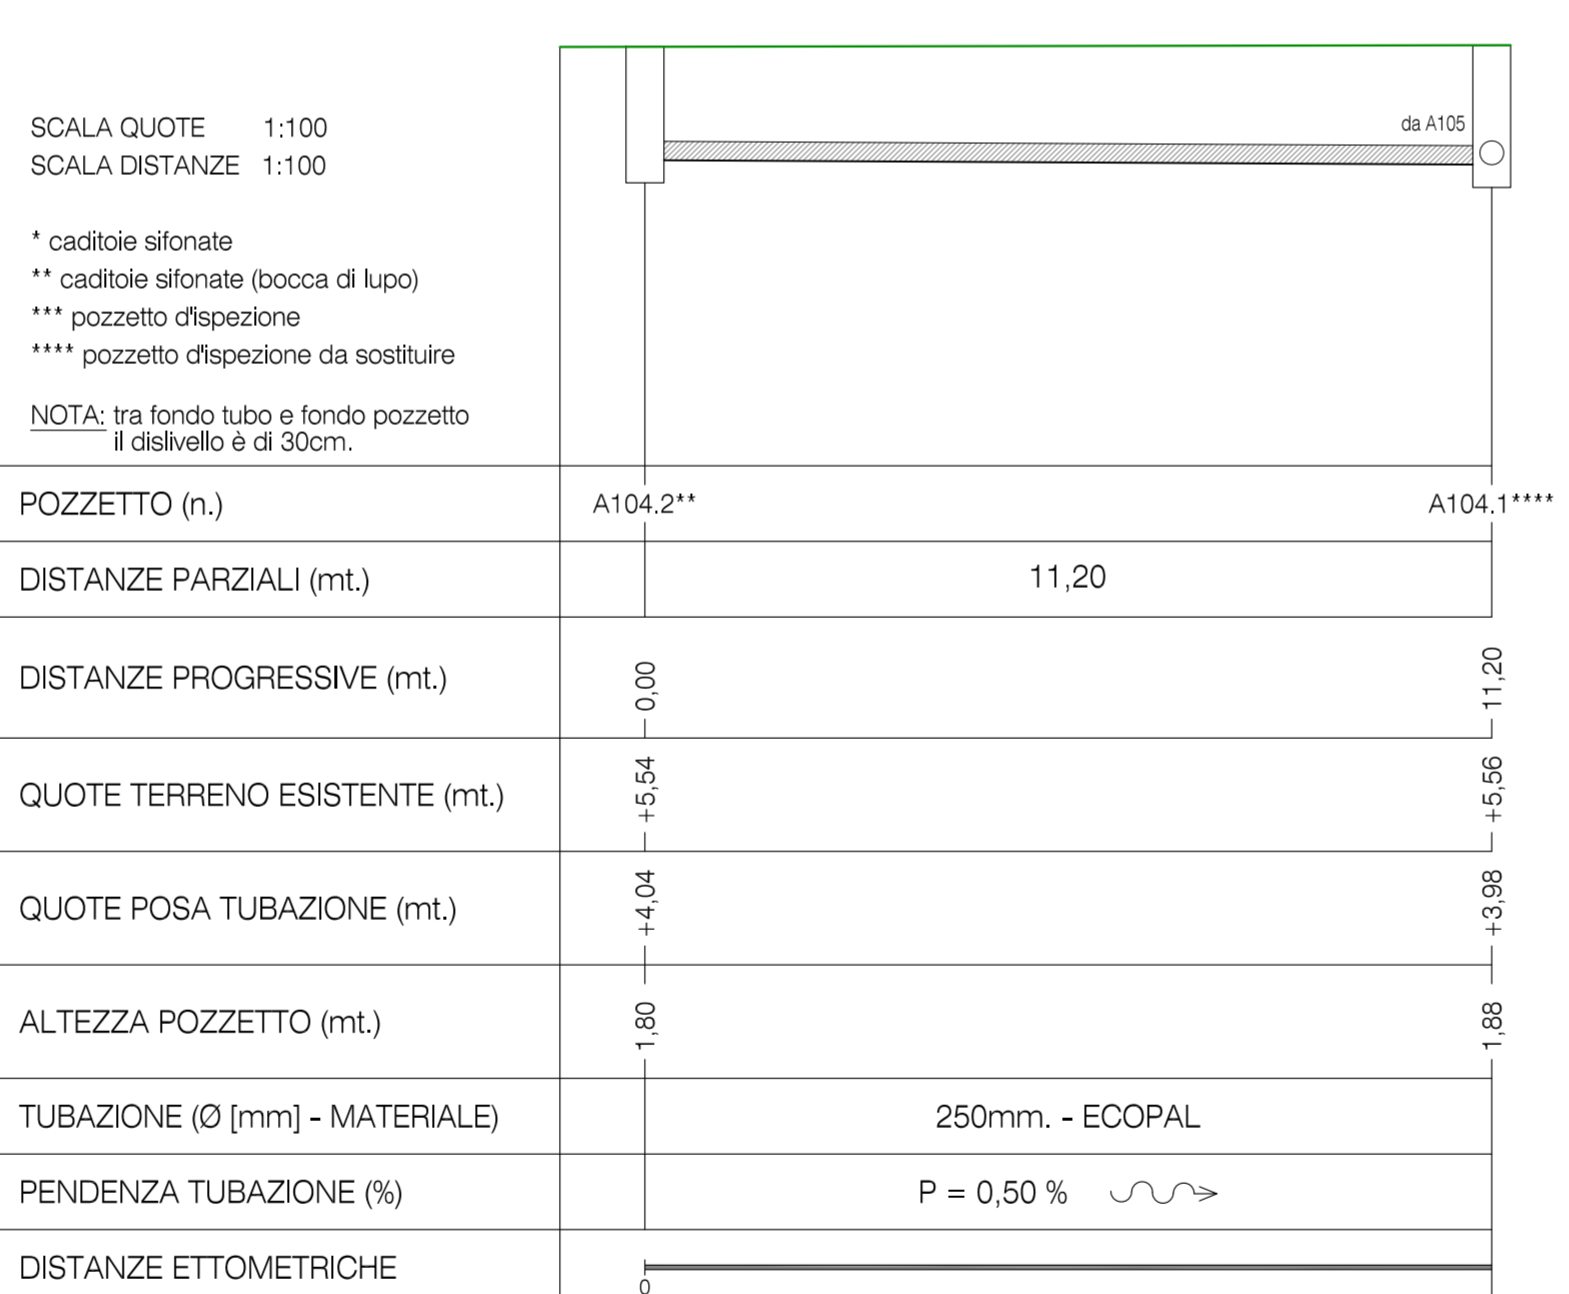 da A105
SCALA QUOTE 1:100
SCALA DISTANZE 1:100
* caditoie sifonate
** caditoie sifonate (bocca di lupo)
*** pozzetto d'ispezione
**** pozzetto d'ispezione da sostituire
NOTA: tra fondo tubo e fondo pozzetto
il dislivello è di 30cm.
POZZETTO (n.) A104.2** A104.1****
DISTANZE PARZIALI (mt.) 11,20
DISTANZE PROGRESSIVE (mt.) 0,00 11,20
QUOTE TERRENO ESISTENTE (mt.) +5,54 +5,56
QUOTE POSA TUBAZIONE (mt.) +4,04 +3,98
ALTEZZA POZZETTO (mt.) 1,80 1,88
TUBAZIONE (Ø [mm] - MATERIALE) 250mm. - ECOPAL
PENDENZA TUBAZIONE (%) P = 0,50 %
DISTANZE ETTOMETRICHE
0